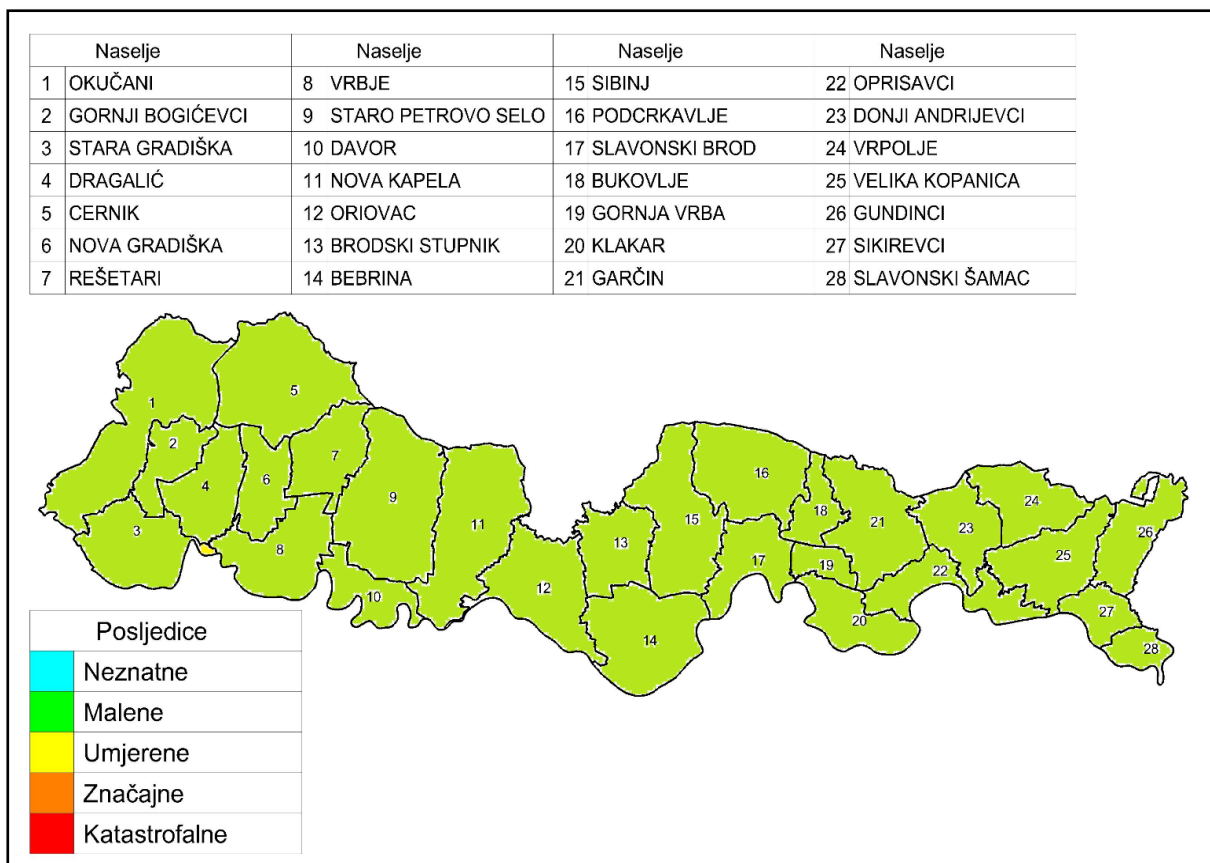 Naselje Naselje Naselje Naselje
1 OKUČANI 8 VRBJE 15 SIBINJ 22 OPRISAVCI
2 GORNJI BOGIĆEVCI 9 STARO PETROVO SELO 16 PODCRKAVLJE 23 DONJI ANDRIJEVCI
3 STARA GRADIŠKA 10 DAVOR 17 SLAVONSKI BROD 24 VRPOLJE
4 DRAGALIĆ 11 NOVA KAPELA 18 BUKOVLJE 25 VELIKA KOPANICA
5 CERNIK 12 ORIOVAC 19 GORNJA VRBA 26 GUNDINCI
6 NOVA GRADIŠKA 13 BRODSKI STUPNIK 20 KLAKAR 27 SIKIREVCI
7 REŠETARI 14 BEBRINA 21 GARČIN 28 SLAVONSKI ŠAMAC
1
2
3
4
5
6
7
8
9
10
11
12
13
14
15
16
17
18
19
20
21
22
23
24
25
26
27
28
Posljedice
Neznatne
Malene
Umjerene
Značajne
Katastrofalne